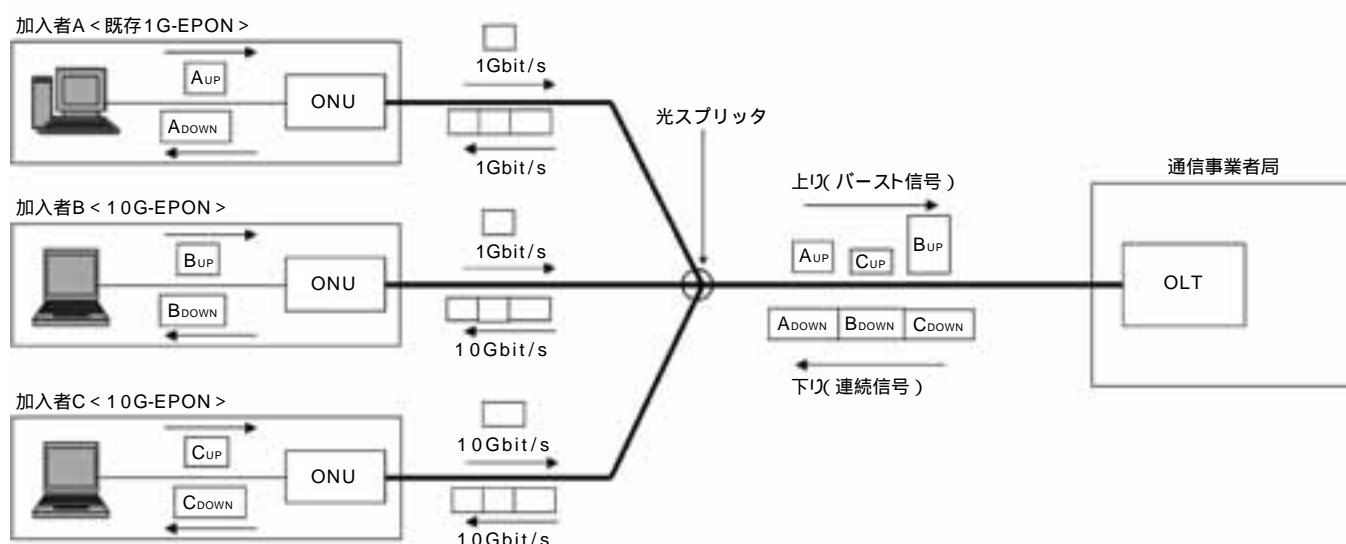 加入者A<既存1G-EPON>
AUP
ONU
ADOWN
1Gbit/s
1Gbit/s
光スプリッタ
加入者B<10G-EPON>
BUP
ONU
BDOWN
1Gbit/s
10Gbit/s
上り(バースト信号)
AUP
CUP
BUP
ADOWN
BDOWN
CDOWN
下り(連続信号)
通信事業者局
OLT
加入者C<10G-EPON>
CUP
ONU
CDOWN
10Gbit/s
10Gbit/s